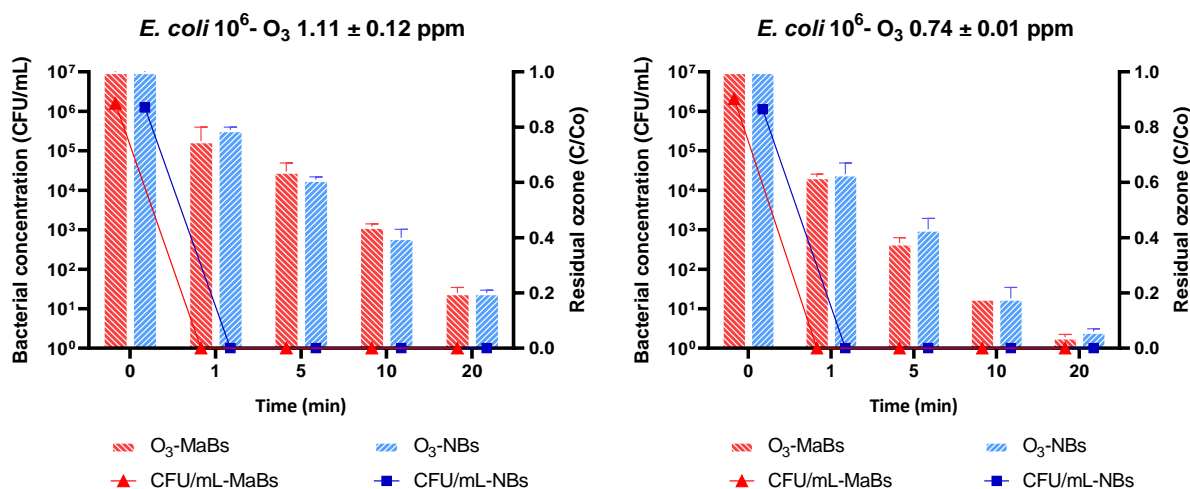 E. coli 10⁶- O₃ 1.11 ± 0.12 ppm
Bacterial concentration (CFU/mL)
10⁷
10⁶
10⁵
10⁴
10³
10²
10¹
10⁰
1.0
0.8
0.6
0.4
0.2
0.0
Residual ozone (C/Co)
0 1 5 10 20
Time (min)
O₃-MaBs O₃-NBs
CFU/mL-MaBs CFU/mL-NBs
E. coli 10⁶- O₃ 0.74 ± 0.01 ppm
Bacterial concentration (CFU/mL)
10⁷
10⁶
10⁵
10⁴
10³
10²
10¹
10⁰
1.0
0.8
0.6
0.4
0.2
0.0
Residual ozone (C/Co)
0 1 5 10 20
Time (min)
O₃-MaBs O₃-NBs
CFU/mL-MaBs CFU/mL-NBs